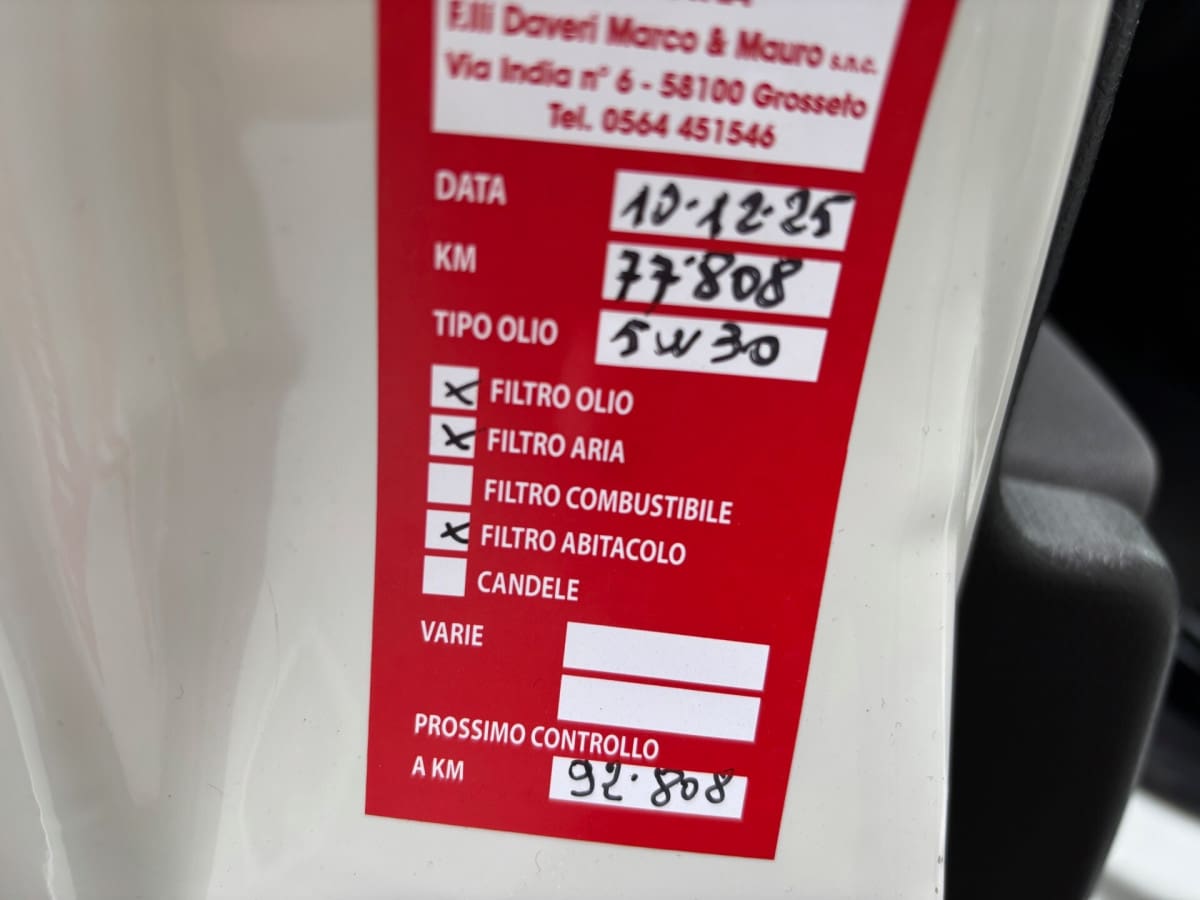 F.lli Daveri Marco & Mauro s.n.c.
Via India n° 6 - 58100 Grosseto
Tel. 0564 451546
DATA 10.12.25
KM 77.808
TIPO OLIO 5W30
X FILTRO OLIO
X FILTRO ARIA
FILTRO COMBUSTIBILE
X FILTRO ABITACOLO
CANDELE
VARIE
PROSSIMO CONTROLLO
A KM 92.808